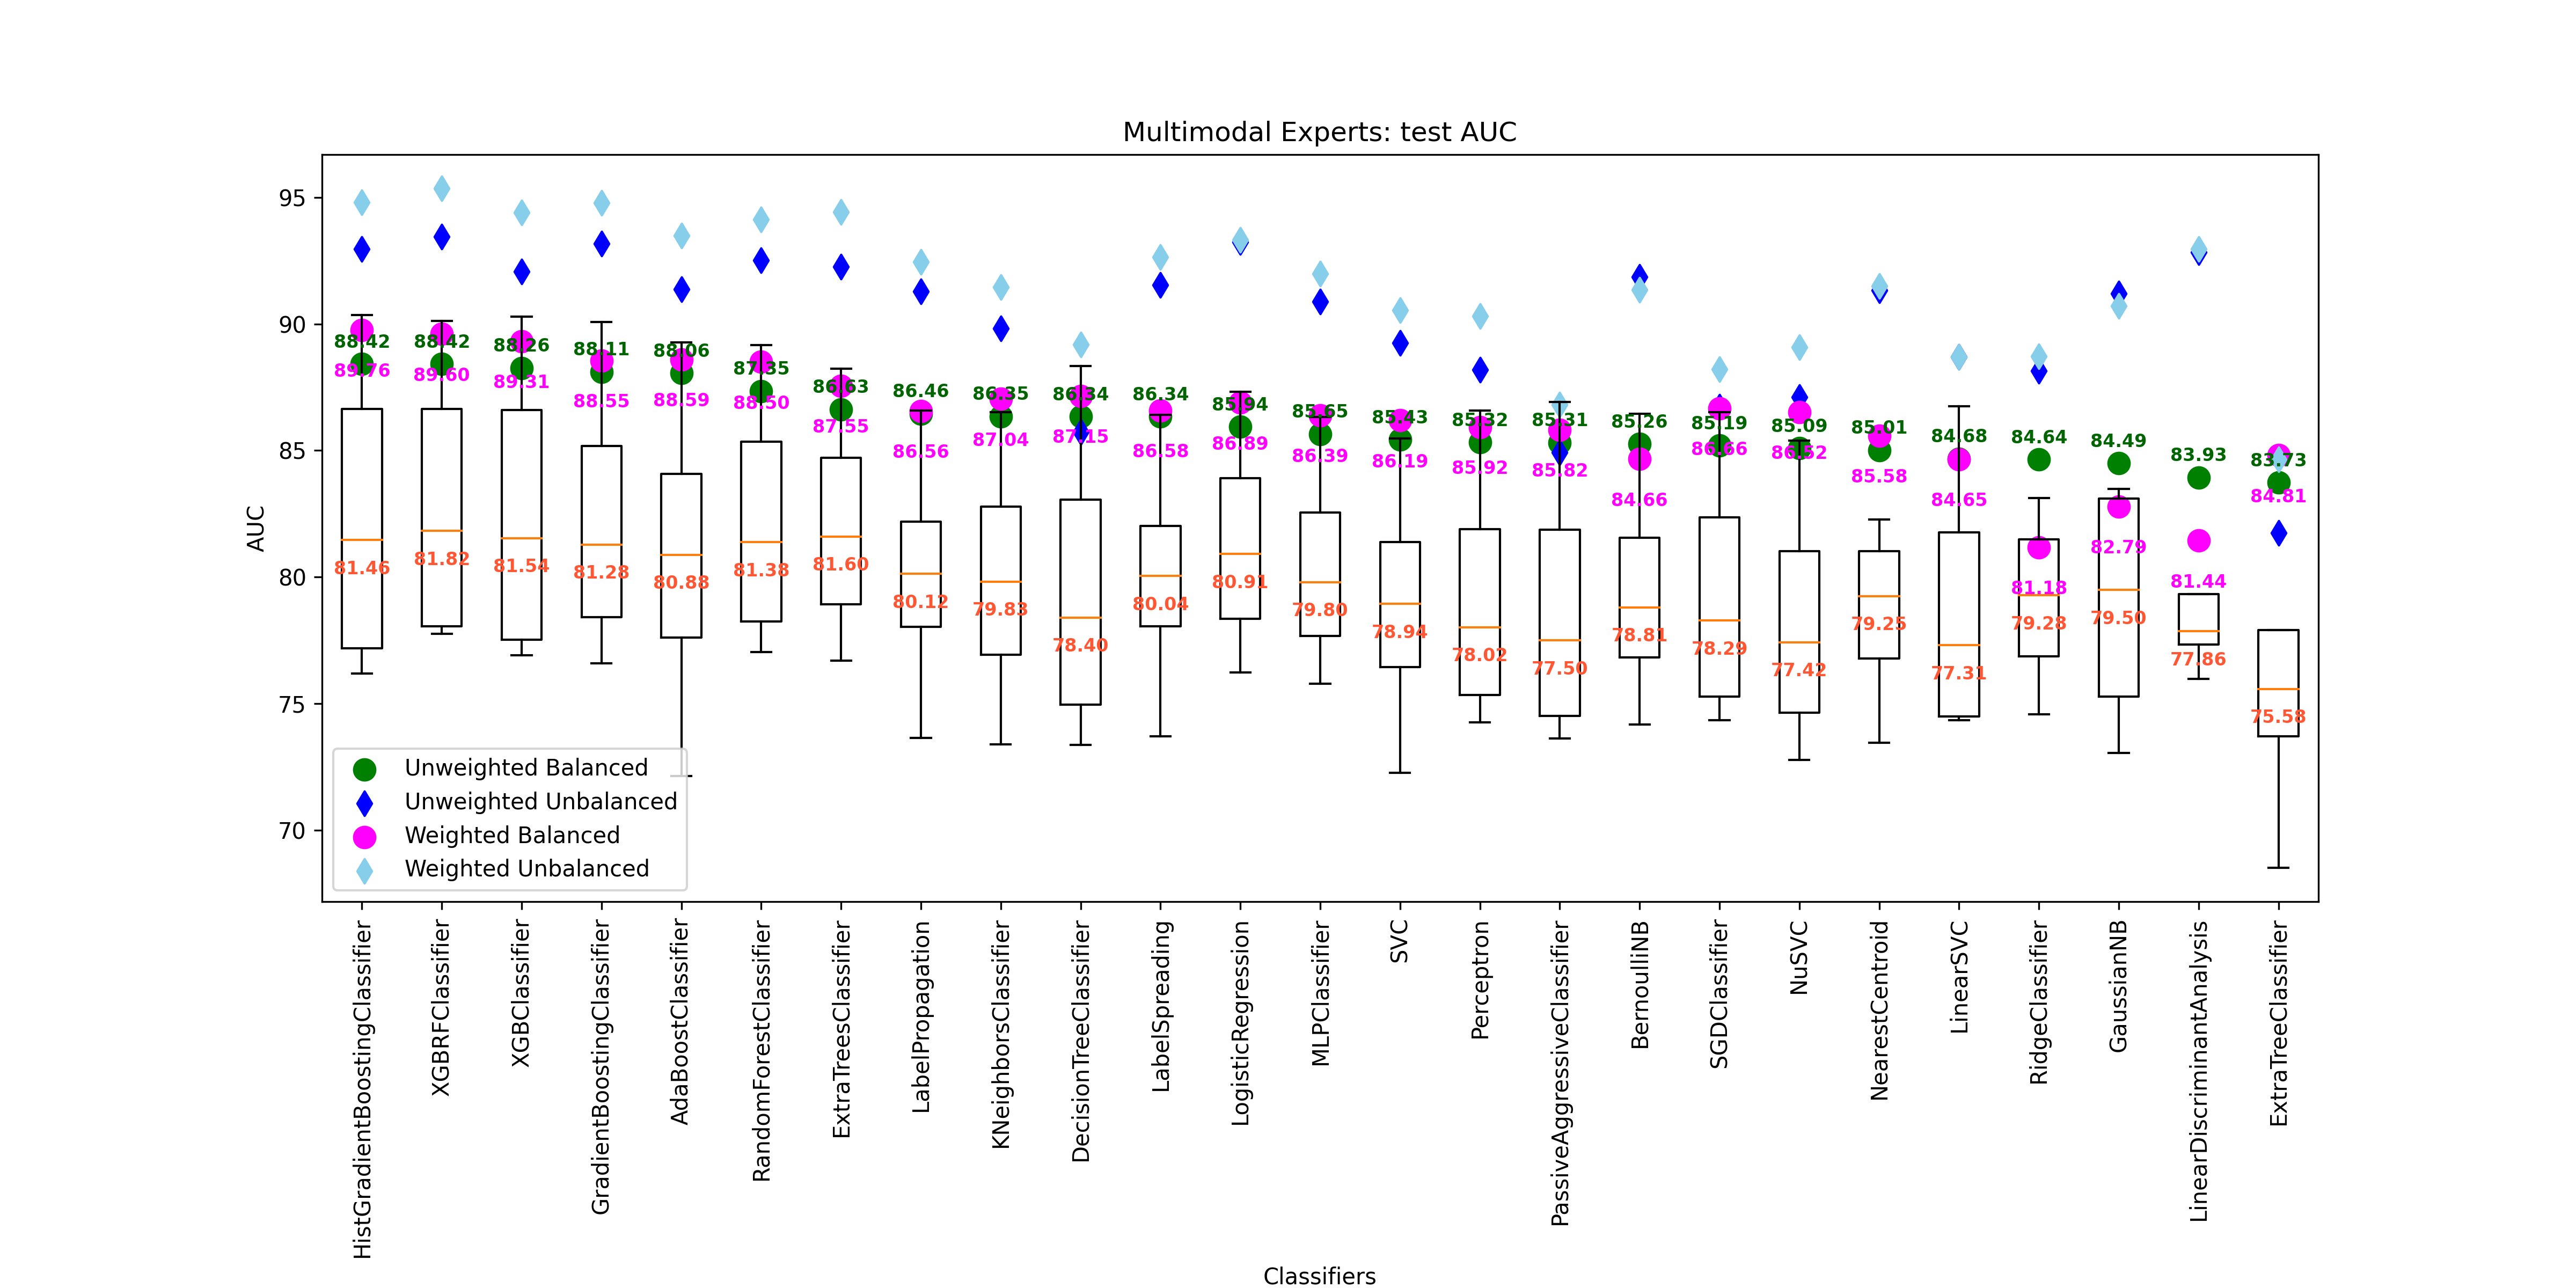 Multimodal Experts: test AUC
AUC
95
90
85
80
75
70
88.42 88.42 88.26 88.11 88.06 87.35 86.63 86.46 86.35 86.34 86.34 85.94 85.65 85.43 85.32 85.31 85.26 85.19 85.09 85.01 84.68 84.64 84.49 83.93 83.73
89.76 89.60 89.31 88.55 88.59 88.50 87.55 86.56 87.04 87.15 86.58 86.89 86.39 86.19 85.92 85.82 84.66 86.66 86.52 85.58 84.65 81.18 82.79 81.44 84.81
81.46 81.82 81.54 81.28 80.88 81.38 81.60 80.12 79.83 78.40 80.04 80.91 79.80 78.94 78.02 77.50 78.81 78.29 77.42 79.25 77.31 79.28 79.50 77.86 75.58
Unweighted Balanced
Unweighted Unbalanced
Weighted Balanced
Weighted Unbalanced
HistGradientBoostingClassifier
XGBRFClassifier
XGBClassifier
GradientBoostingClassifier
AdaBoostClassifier
RandomForestClassifier
ExtraTreesClassifier
LabelPropagation
KNeighborsClassifier
DecisionTreeClassifier
LabelSpreading
LogisticRegression
MLPClassifier
SVC
Perceptron
PassiveAggressiveClassifier
BernoulliNB
SGDClassifier
NuSVC
NearestCentroid
LinearSVC
RidgeClassifier
GaussianNB
LinearDiscriminantAnalysis
ExtraTreeClassifier
Classifiers